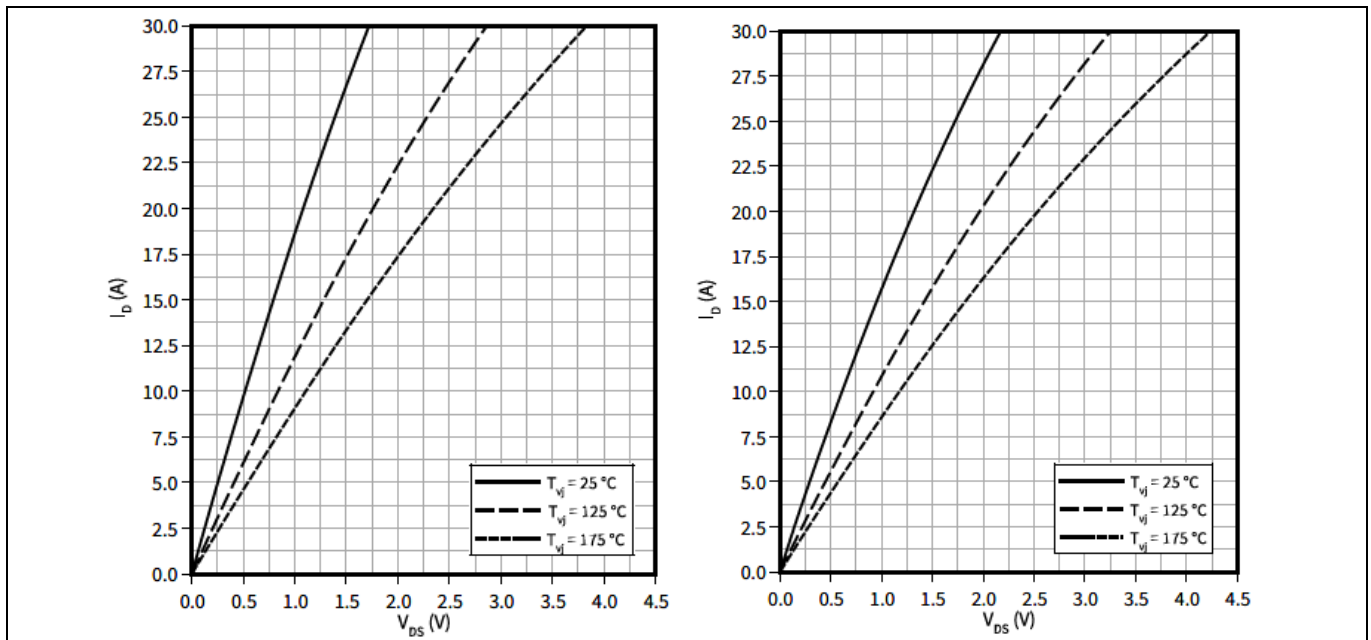 30.0
27.5
25.0
22.5
20.0
17.5
15.0
12.5
10.0
7.5
5.0
2.5
0.0
I_D (A)
T_vj = 25 °C
T_vj = 125 °C
T_vj = 175 °C
0.0 0.5 1.0 1.5 2.0 2.5 3.0 3.5 4.0 4.5
V_DS (V)
30.0
27.5
25.0
22.5
20.0
17.5
15.0
12.5
10.0
7.5
5.0
2.5
0.0
I_D (A)
T_vj = 25 °C
T_vj = 125 °C
T_vj = 175 °C
0.0 0.5 1.0 1.5 2.0 2.5 3.0 3.5 4.0 4.5
V_DS (V)